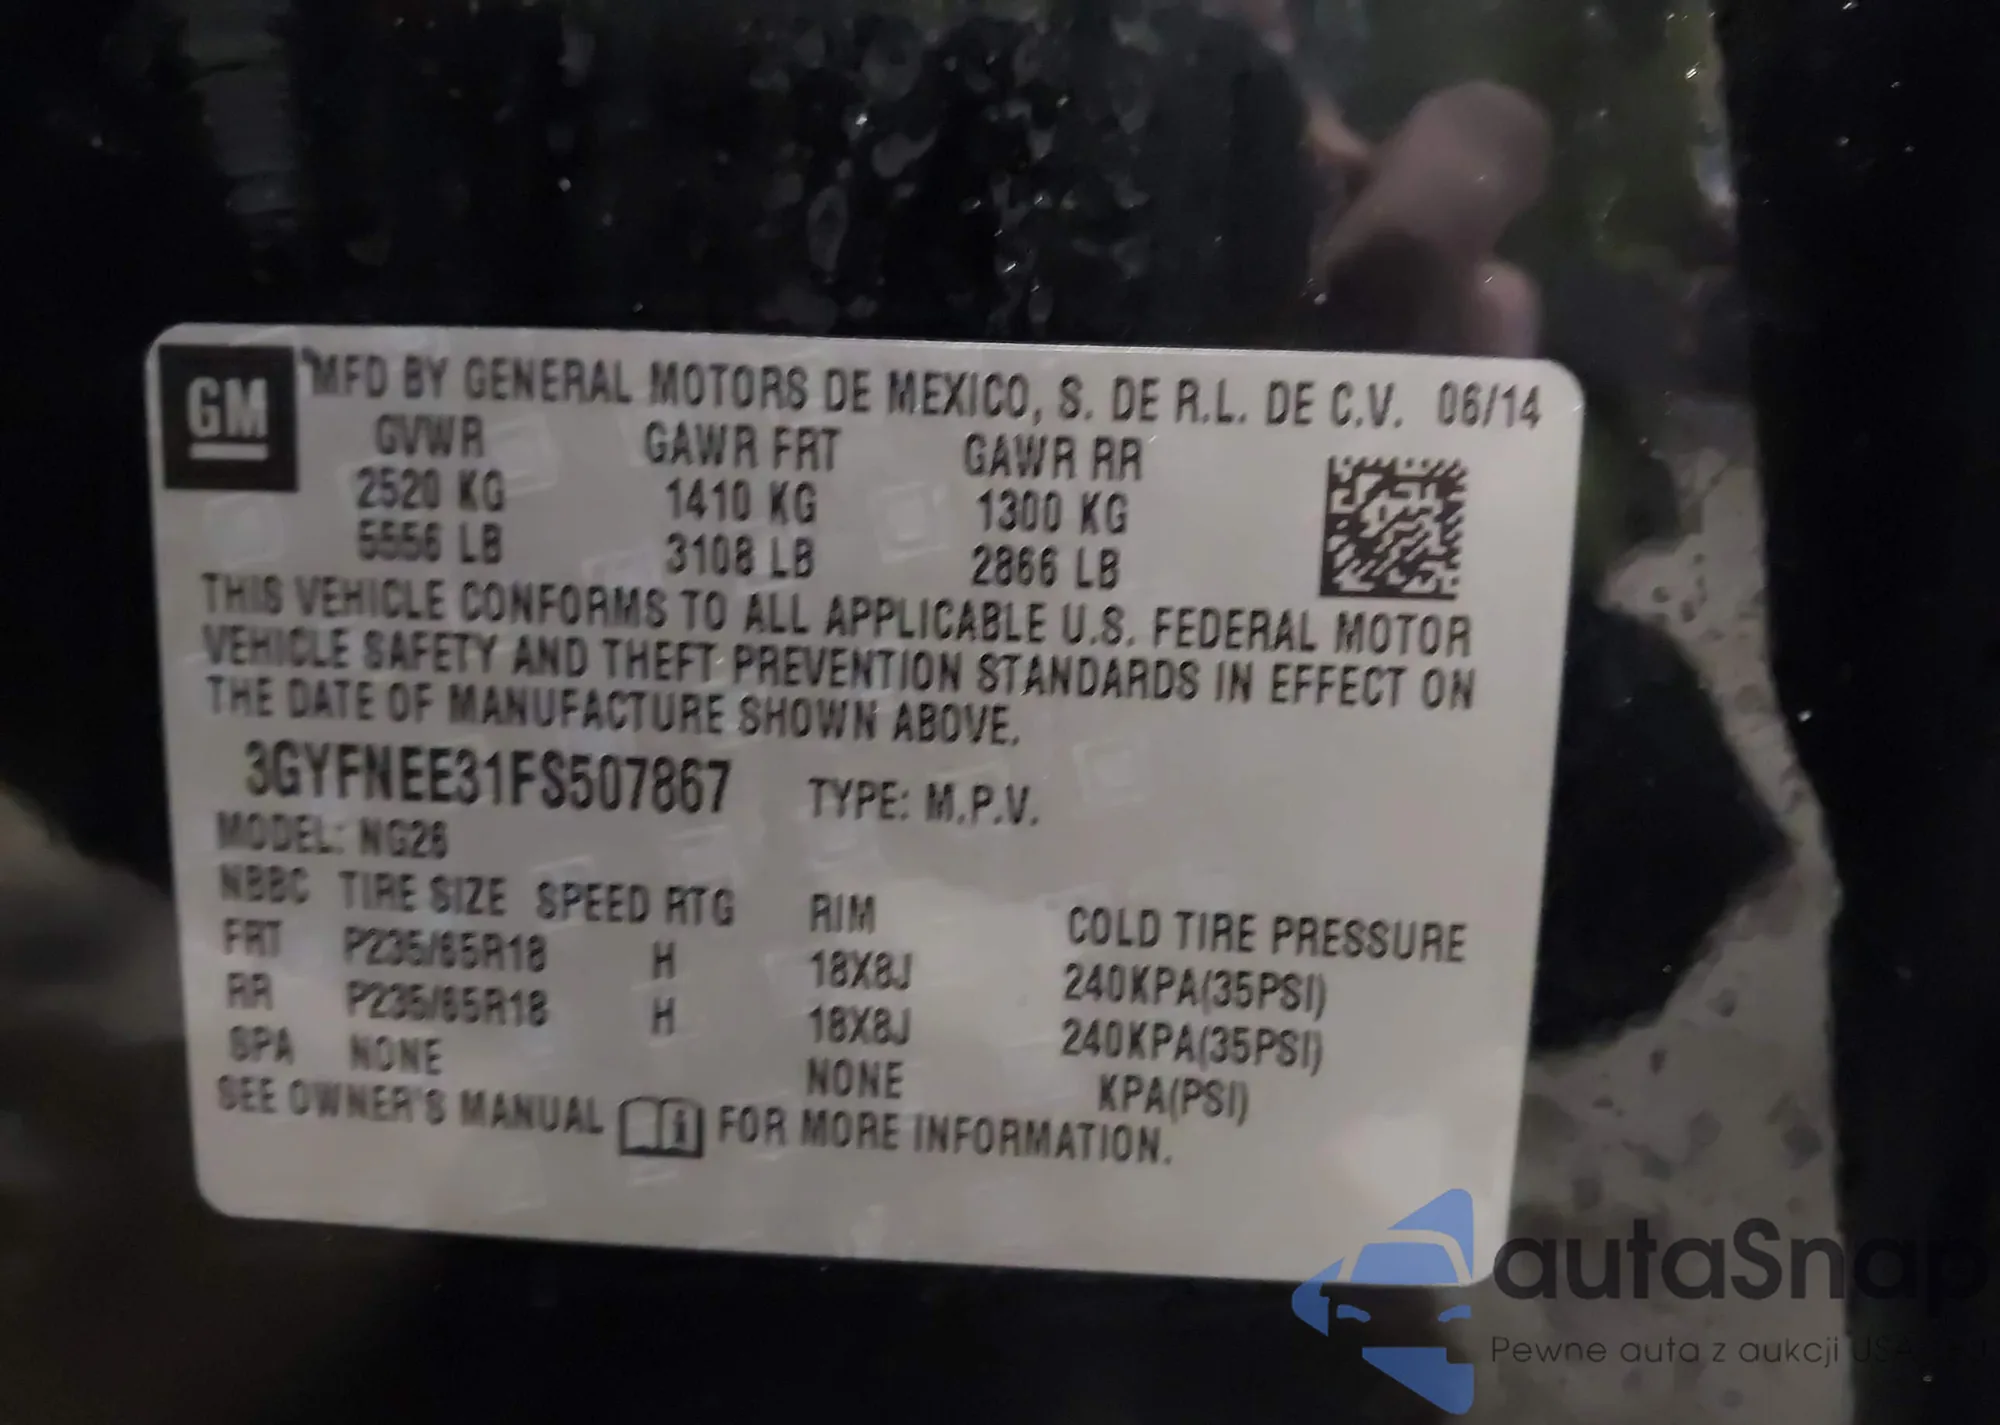 GM
MFD BY GENERAL MOTORS DE MEXICO, S. DE R.L. DE C.V. 06/14
GVWR GAWR FRT GAWR RR
2520 KG 1410 KG 1300 KG
5556 LB 3108 LB 2866 LB
THIS VEHICLE CONFORMS TO ALL APPLICABLE U.S. FEDERAL MOTOR
VEHICLE SAFETY AND THEFT PREVENTION STANDARDS IN EFFECT ON
THE DATE OF MANUFACTURE SHOWN ABOVE.
3GYFNEE31FS507867 TYPE: M.P.V.
MODEL: NG26
NBBC TIRE SIZE SPEED RTG RIM COLD TIRE PRESSURE
FRT P235/65R18 H 18X8J 240KPA(35PSI)
RR P235/65R18 H 18X8J 240KPA(35PSI)
SPA NONE NONE KPA(PSI)
SEE OWNER'S MANUAL FOR MORE INFORMATION.
autaSnap
Pewne auta z aukcji USA